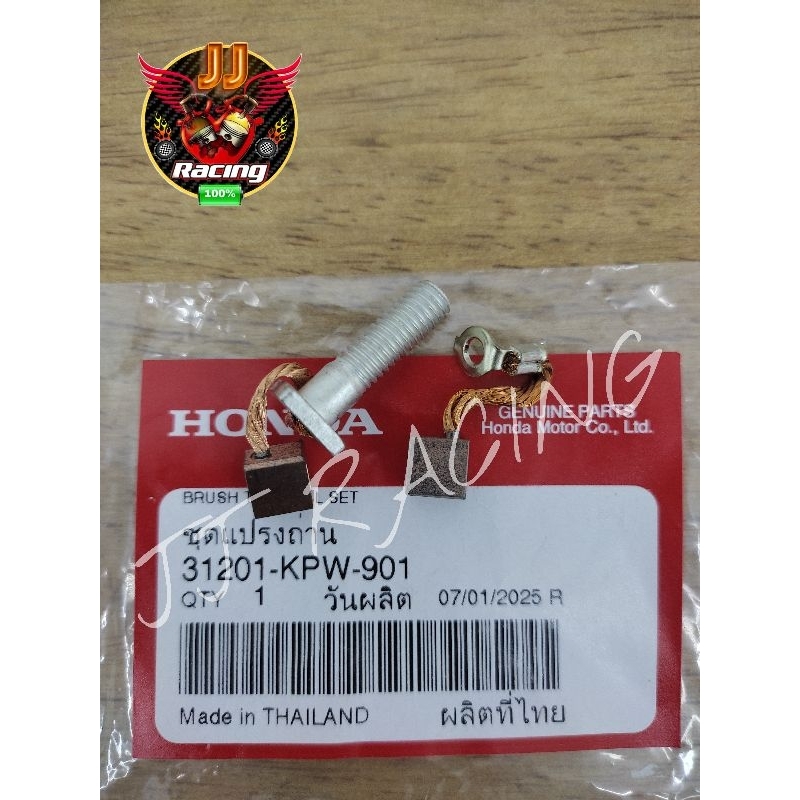 JJ
Racing
100%
HONDA
GENUINE PARTS
Honda Motor Co., Ltd.
BRUSH SET
ชุดแปรงถ่าน
31201-KPW-901
QTY 1 วันผลิต 07/01/2025 R
Made in THAILAND ผลิตที่ไทย
JJ RACING